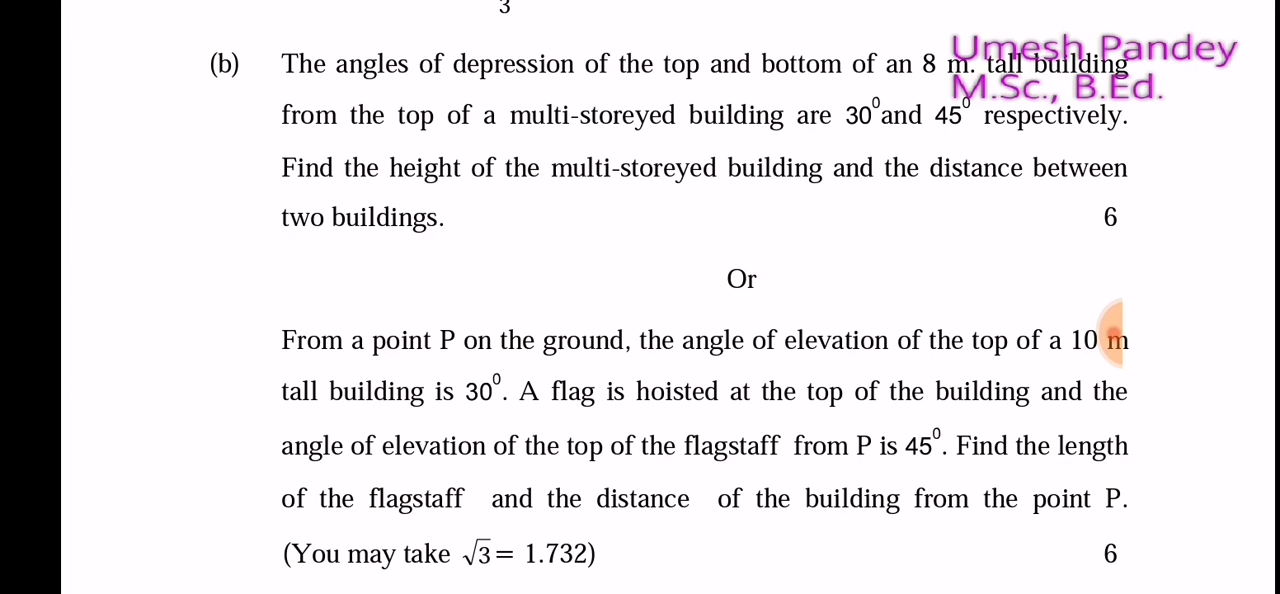 3
(b) The angles of depression of the top and bottom of an 8 m. tall building
Umesh Pandey
M.Sc., B.Ed.
from the top of a multi-storeyed building are 30⁰and 45⁰ respectively.
Find the height of the multi-storeyed building and the distance between
two buildings. 6
Or
From a point P on the ground, the angle of elevation of the top of a 10 m
tall building is 30⁰. A flag is hoisted at the top of the building and the
angle of elevation of the top of the flagstaff from P is 45⁰. Find the length
of the flagstaff and the distance of the building from the point P.
(You may take √3= 1.732) 6